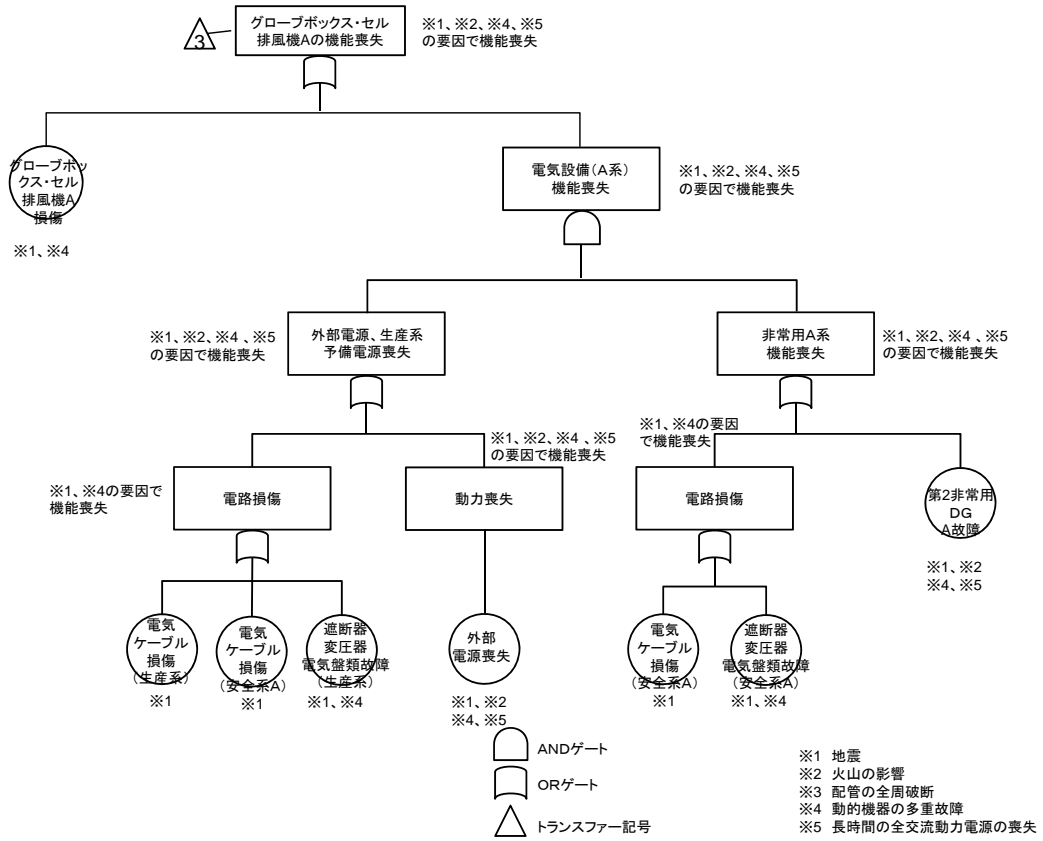 グローブボックス・セル
排風機Aの機能喪失
※1、※2、※4、※5
の要因で機能喪失
3
グローブボッ
クス・セル
排風機A
損傷
※1、※4
電気設備(A系)
機能喪失
※1、※2、※4、※5
の要因で機能喪失
※1、※2、※4 、※5
の要因で機能喪失
外部電源、生産系
予備電源喪失
非常用A系
機能喪失
※1、※2、※4 、※5
の要因で機能喪失
※1、※4の要因で
機能喪失
電路損傷
※1、※2、※4 、※5
の要因で機能喪失
動力喪失
※1、※4の要因
で機能喪失
電路損傷
第2非常用
DG
A故障
※1、※2
※4、※5
電気
ケーブル
損傷
(生産系)
※1
電気
ケーブル
損傷
(安全系A)
※1
遮断器
変圧器
電気盤類故障
(生産系)
※1、※4
外部
電源喪失
※1、※2
※4、※5
電気
ケーブル
損傷
(安全系A)
※1
遮断器
変圧器
電気盤類故障
(安全系A)
※1、※4
ANDゲート
ORゲート
トランスファー記号
※1 地震
※2 火山の影響
※3 配管の全周破断
※4 動的機器の多重故障
※5 長時間の全交流動力電源の喪失